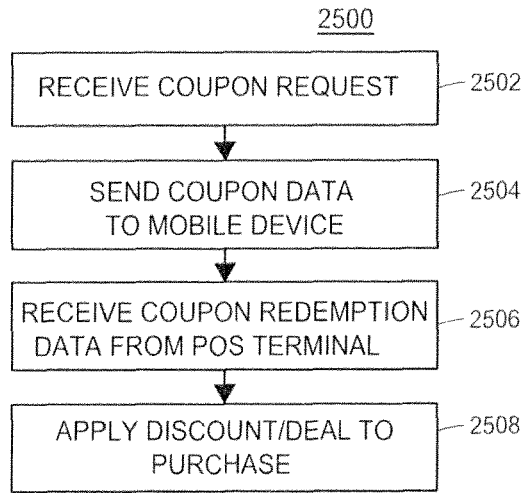 2500
RECEIVE COUPON REQUEST
2502
SEND COUPON DATA
TO MOBILE DEVICE
2504
RECEIVE COUPON REDEMPTION
DATA FROM POS TERMINAL
2506
APPLY DISCOUNT/DEAL TO
PURCHASE
2508